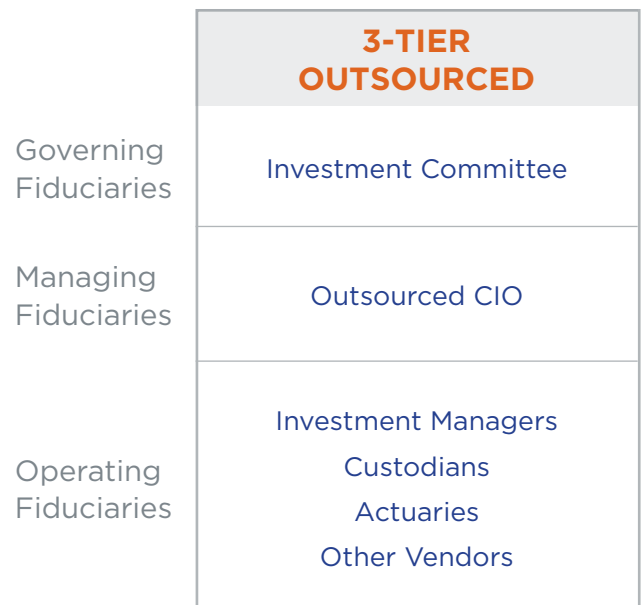 3-TIER
OUTSOURCED
Governing
Fiduciaries
Investment Committee
Managing
Fiduciaries
Outsourced CIO
Operating
Fiduciaries
Investment Managers
Custodians
Actuaries
Other Vendors